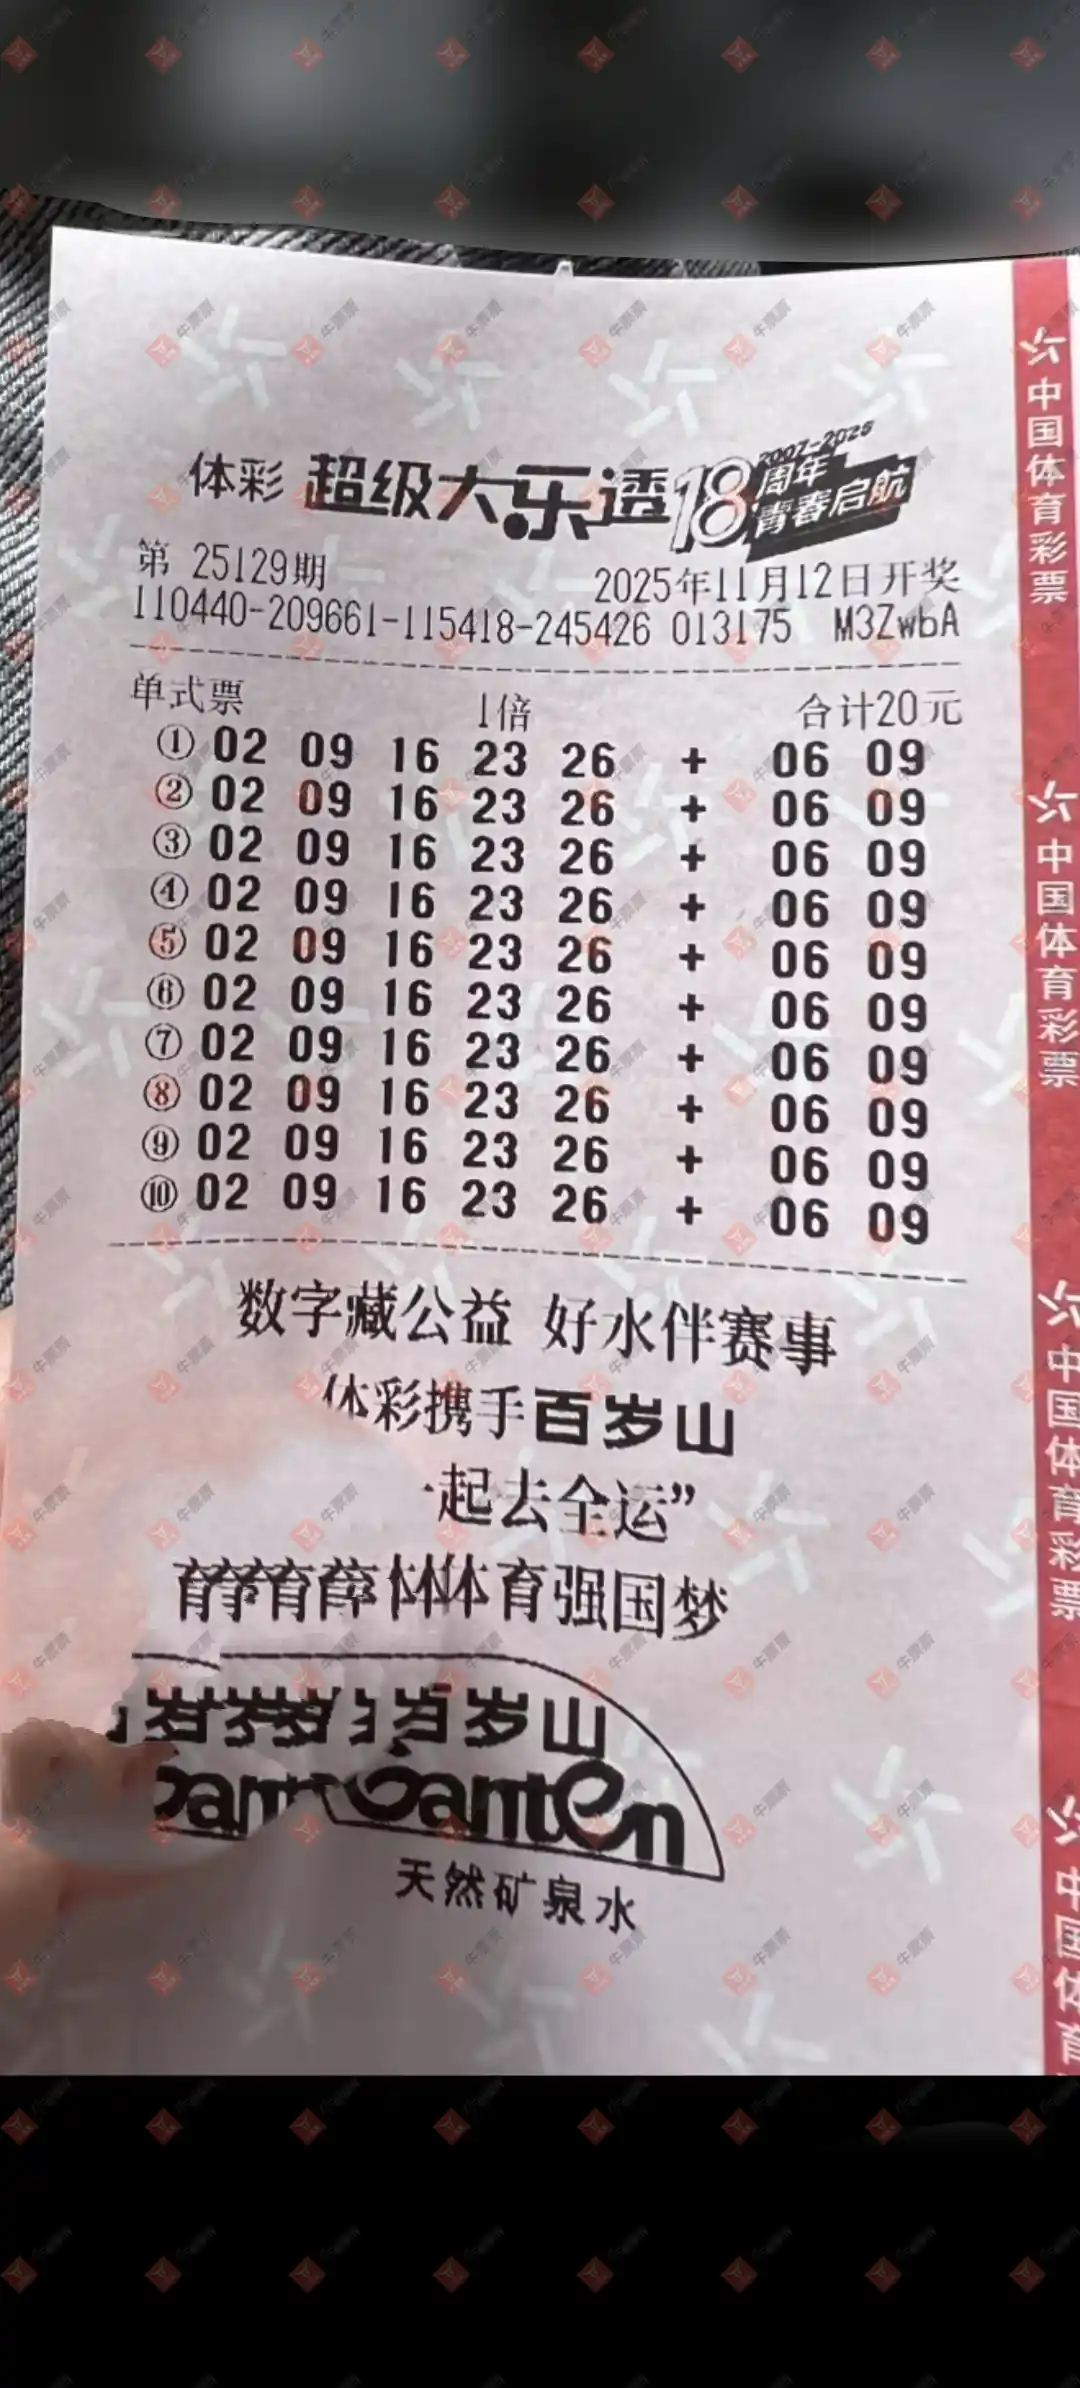 体彩 超级大乐透 18周年 青春启航 2007-2025
第 25129期 2025年11月12日开奖
110440-209661-115418-245426 013175 M3ZwbA
单式票 1倍 合计20元
① 02 09 16 23 26 + 06 09
② 02 09 16 23 26 + 06 09
③ 02 09 16 23 26 + 06 09
④ 02 09 16 23 26 + 06 09
⑤ 02 09 16 23 26 + 06 09
⑥ 02 09 16 23 26 + 06 09
⑦ 02 09 16 23 26 + 06 09
⑧ 02 09 16 23 26 + 06 09
⑨ 02 09 16 23 26 + 06 09
⑩ 02 09 16 23 26 + 06 09
数字藏公益 好水伴赛事
体彩携手百岁山
起去全运”
体育强国梦
百岁山
天然矿泉水
中国体育彩票
中国体育彩票
中国体育彩票
中国体育
牛票票